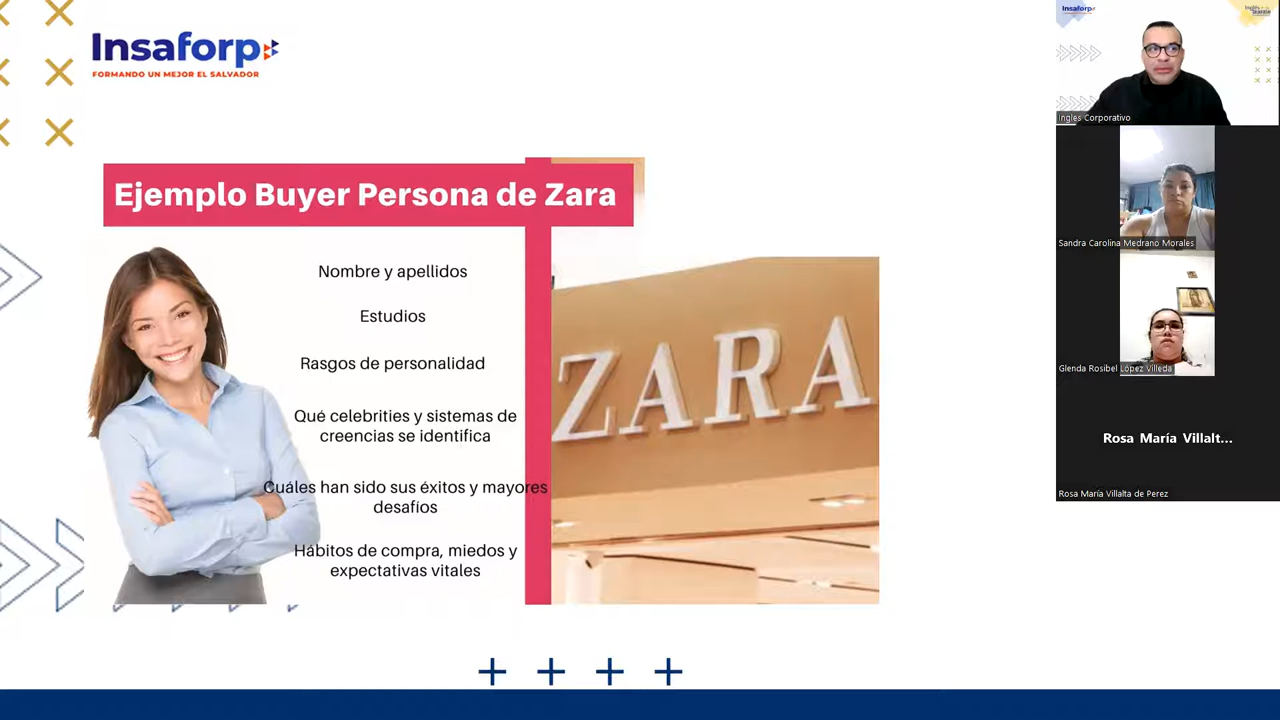 Insaforp
FORMANDO UN MEJOR EL SALVADOR
Ejemplo Buyer Persona de Zara
Nombre y apellidos
Estudios
Rasgos de personalidad
Qué celebrities y sistemas de
creencias se identifica
Cuáles han sido sus éxitos y mayores
desafíos
Hábitos de compra, miedos y
expectativas vitales
ZARA
Insaforp
Ingles Corporativo
Sandra Carolina Medrano Morales
Glenda Rosibel López Villeda
Rosa María Villalt...
Rosa María Villalta de Perez